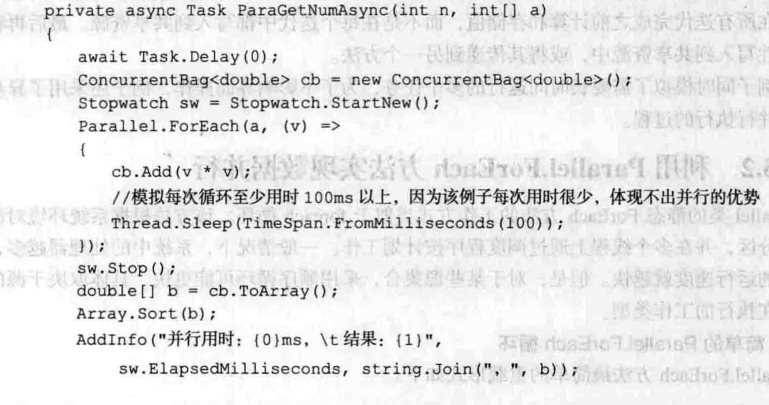 private async Task ParaGetNumAsync(int n, int[] a)
{
await Task.Delay(0);
ConcurrentBag<double> cb = new ConcurrentBag<double>();
Stopwatch sw = Stopwatch.StartNew();
Parallel.ForEach(a, (v) =>
{
cb.Add(v * v);
//模拟每次循环至少用时 100ms 以上，因为该例子每次用时很少，体现不出并行的优势
Thread.Sleep(TimeSpan.FromMilliseconds(100));
});
sw.Stop();
double[] b = cb.ToArray();
Array.Sort(b);
AddInfo("并行用时：{0}ms，\t 结果：{1}",
sw.ElapsedMilliseconds, string.Join(", ", b));